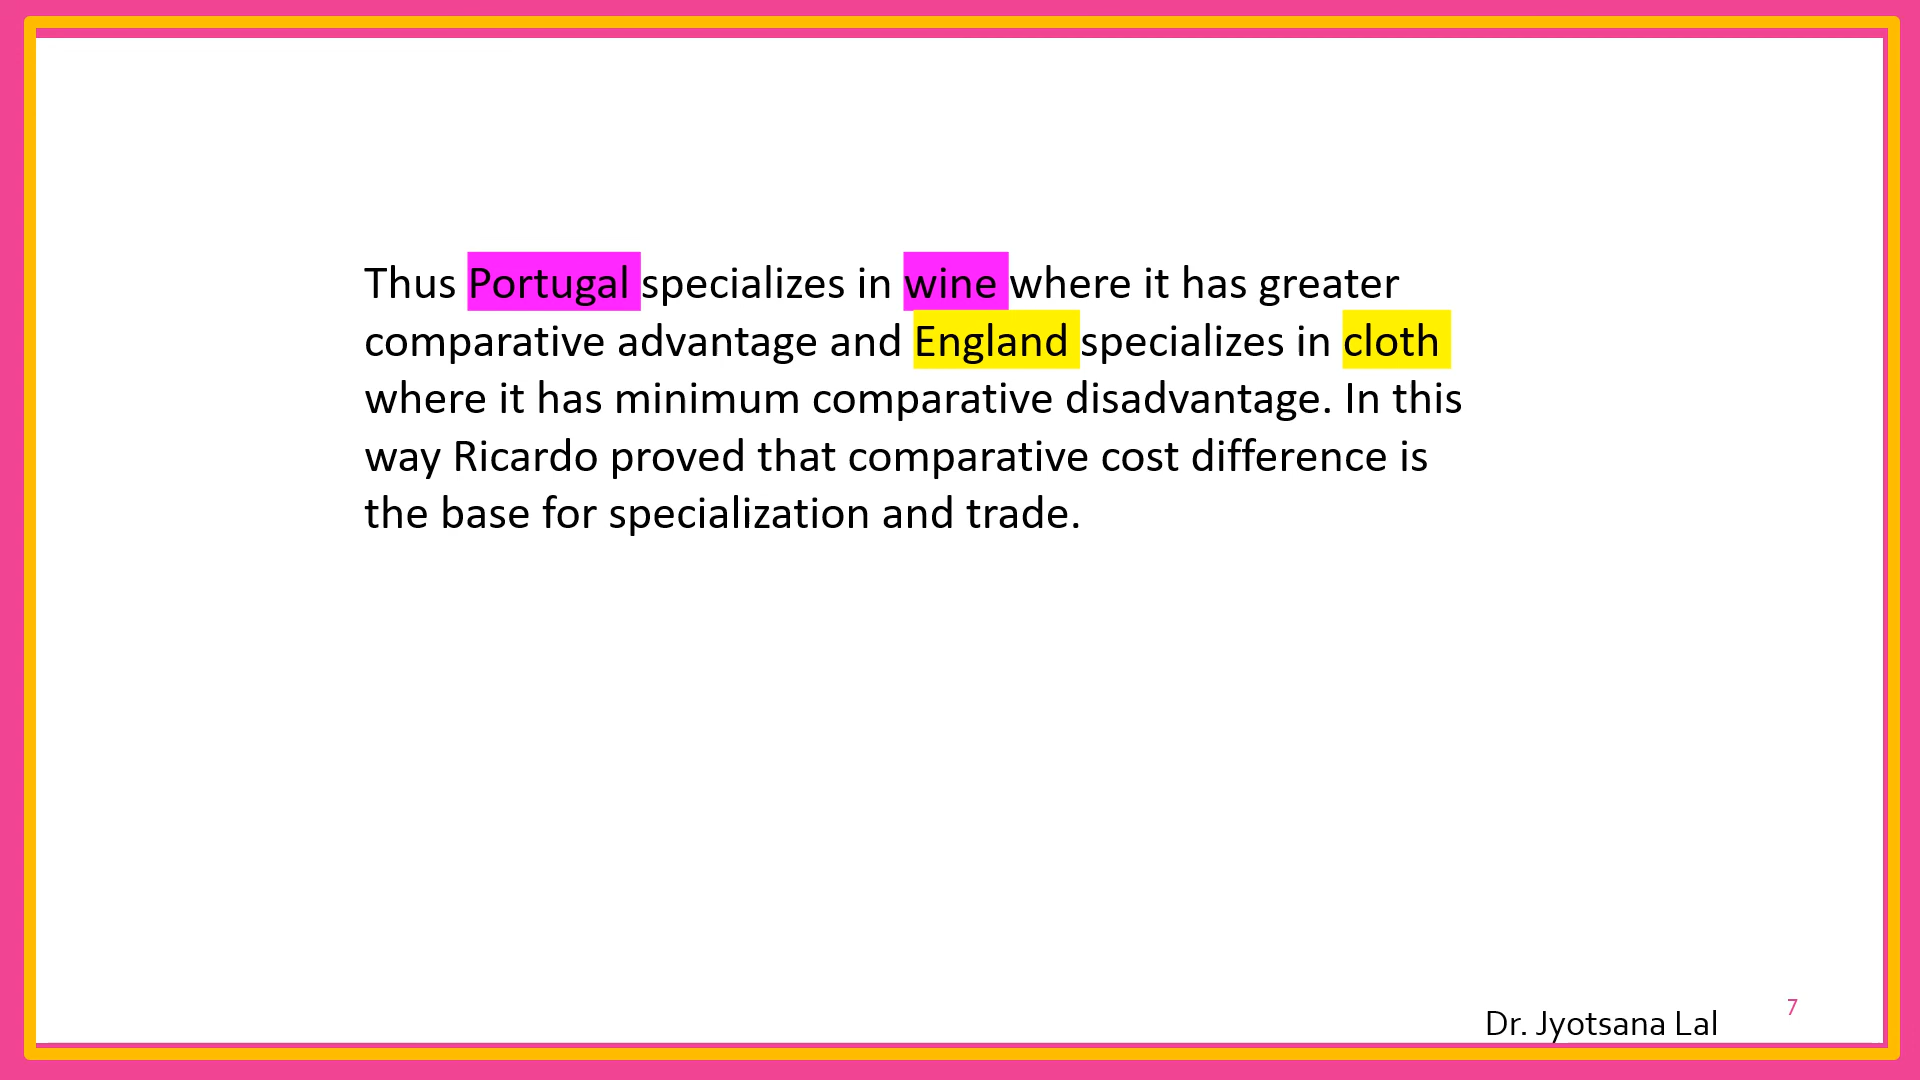 Thus Portugal specializes in wine where it has greater
comparative advantage and England specializes in cloth
where it has minimum comparative disadvantage. In this
way Ricardo proved that comparative cost difference is
the base for specialization and trade.
7
Dr. Jyotsana Lal